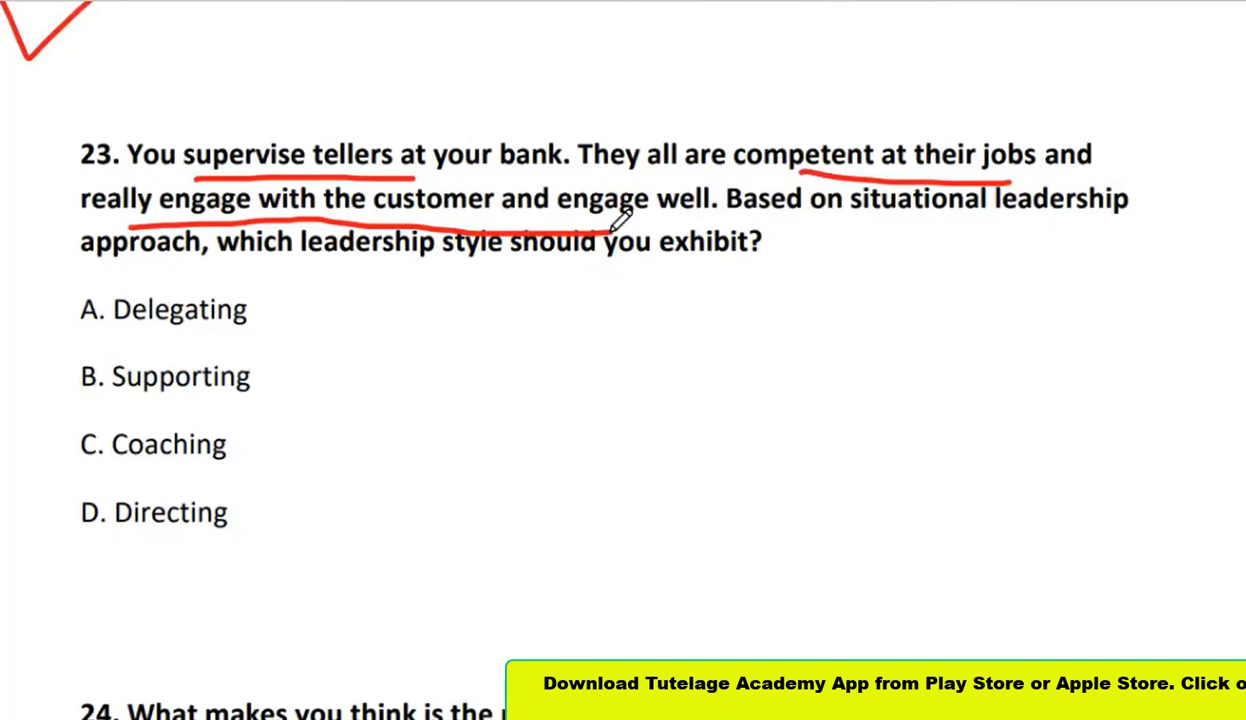 23. You supervise tellers at your bank. They all are competent at their jobs and
really engage with the customer and engage well. Based on situational leadership
approach, which leadership style should you exhibit?
A. Delegating
B. Supporting
C. Coaching
D. Directing
Download Tutelage Academy App from Play Store or Apple Store. Click
24. What makes you think is the